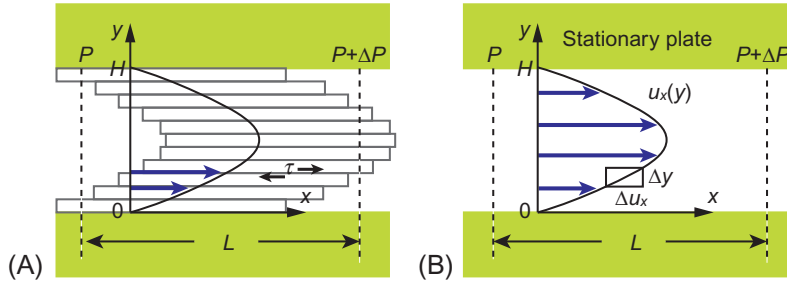 y
P
P+ΔP
H
τ
x
0
L
(A)
y
Stationary plate
P
P+ΔP
H
uₓ(y)
Δy
x
Δuₓ
0
L
(B)